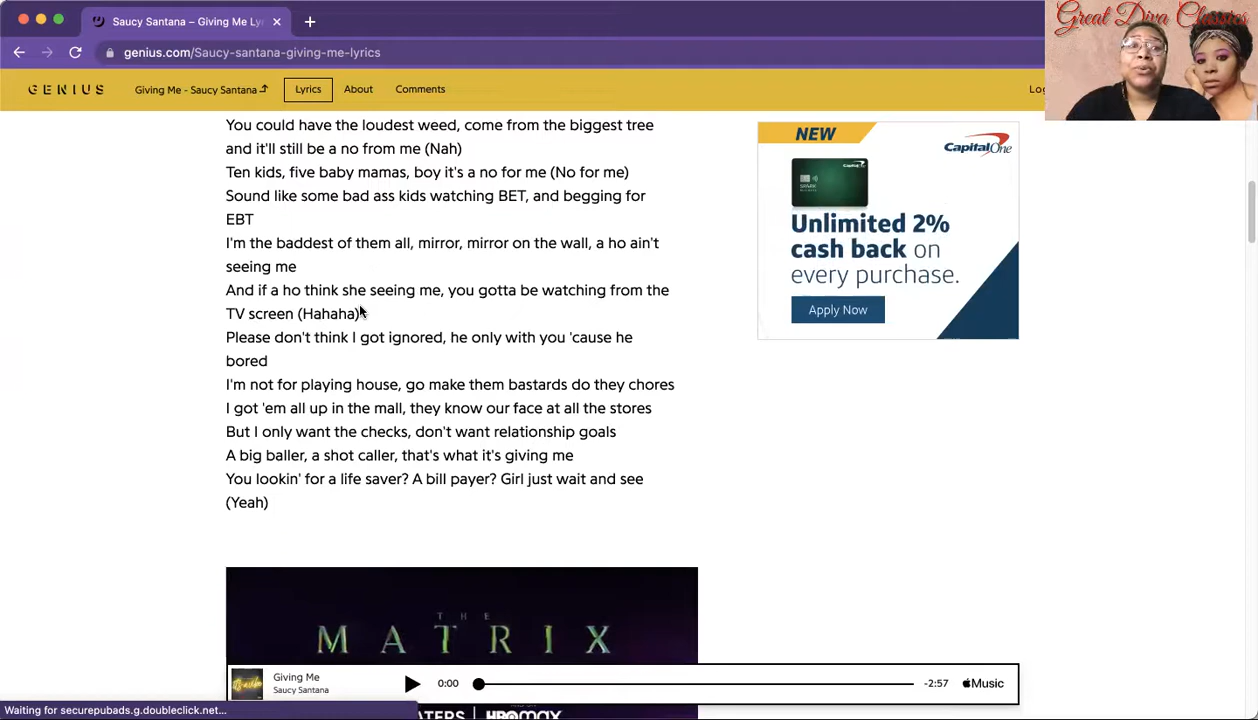 Saucy Santana – Giving Me Ly
genius.com/Saucy-santana-giving-me-lyrics
Great Diva Classics
GENIUS
Giving Me - Saucy Santana
Lyrics
About
Comments
You could have the loudest weed, come from the biggest tree
and it'll still be a no from me (Nah)
Ten kids, five baby mamas, boy it's a no for me (No for me)
Sound like some bad ass kids watching BET, and begging for
EBT
I'm the baddest of them all, mirror, mirror on the wall, a ho ain't
seeing me
And if a ho think she seeing me, you gotta be watching from the
TV screen (Hahaha)
Please don't think I got ignored, he only with you 'cause he
bored
I'm not for playing house, go make them bastards do they chores
I got 'em all up in the mall, they know our face at all the stores
But I only want the checks, don't want relationship goals
A big baller, a shot caller, that's what it's giving me
You lookin' for a life saver? A bill payer? Girl just wait and see
(Yeah)
NEW
CapitalOne
Unlimited 2%
cash back on
every purchase.
Apply Now
THE
MATRIX
Giving Me
Saucy Santana
0:00
-2:57
Music
Waiting for securepubads.g.doubleclick.net...
HBOMAX